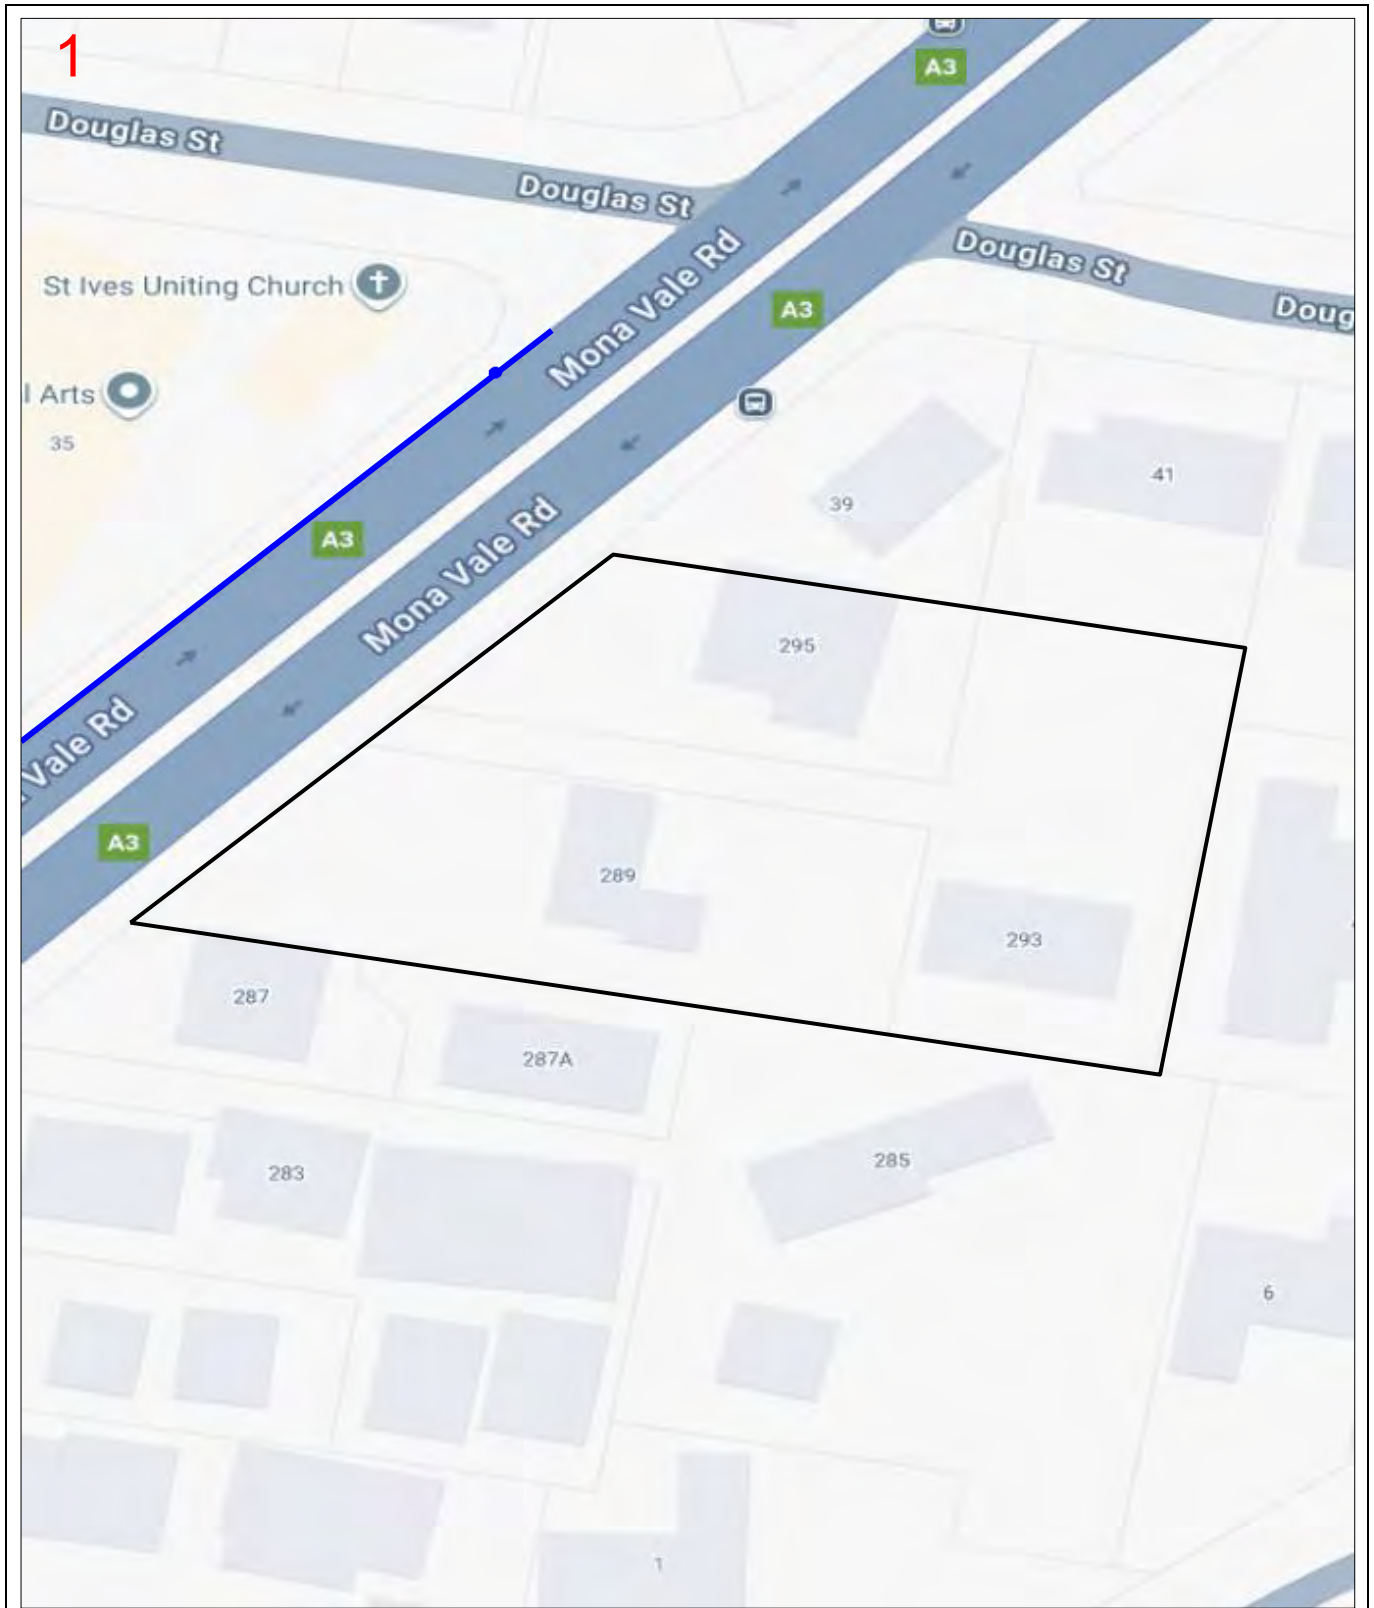 1
A3
Douglas St
Douglas St
Mona Vale Rd
Douglas St
Doug
St Ives Uniting Church
A3
l Arts
35
41
39
A3
Mona Vale Rd
295
Vale Rd
A3
289
293
287
287A
285
283
6
1